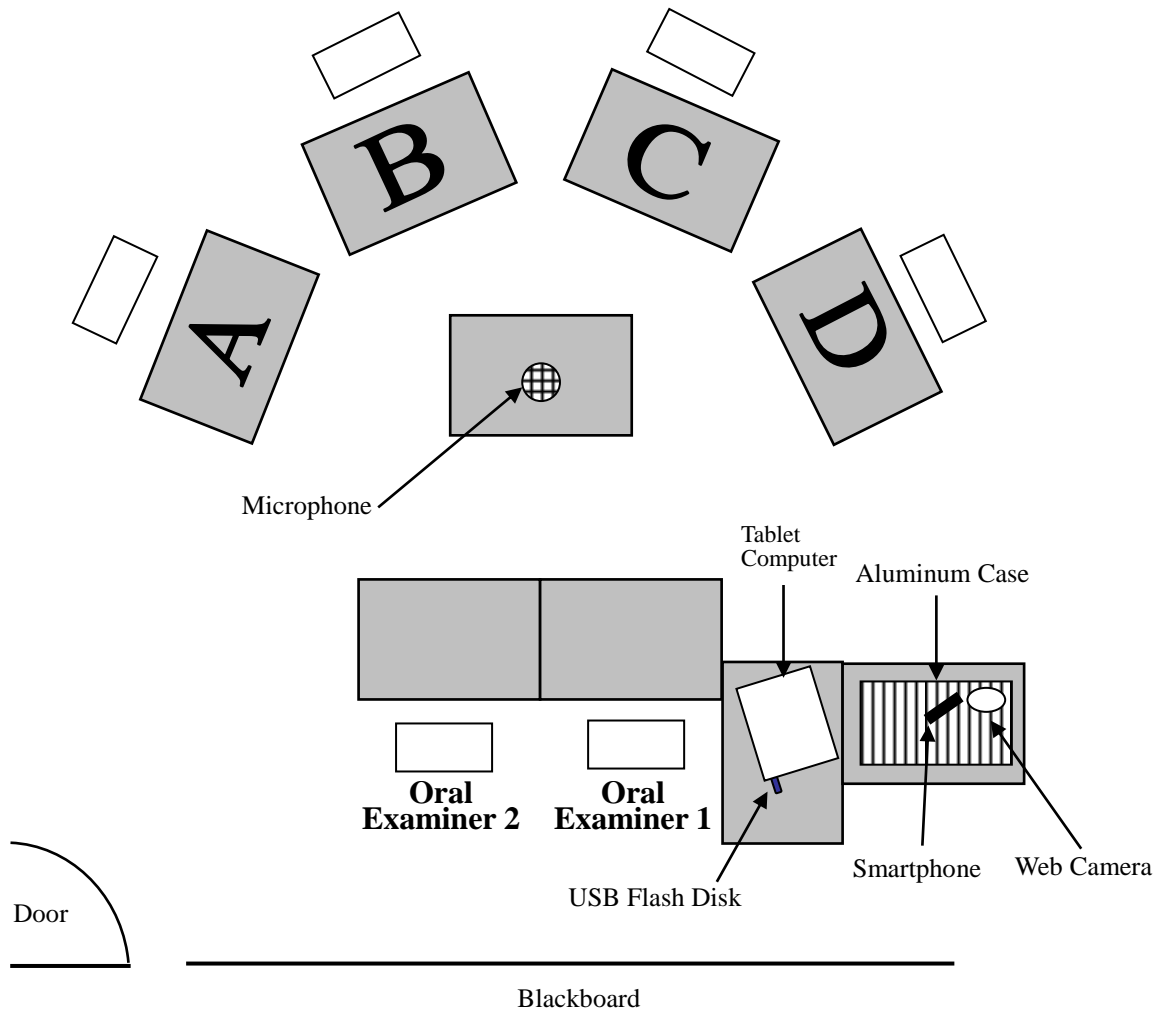 B
C
A
D
Microphone
Tablet
Computer
Aluminum Case
Oral
Examiner 2
Oral
Examiner 1
Smartphone
Web Camera
USB Flash Disk
Door
Blackboard